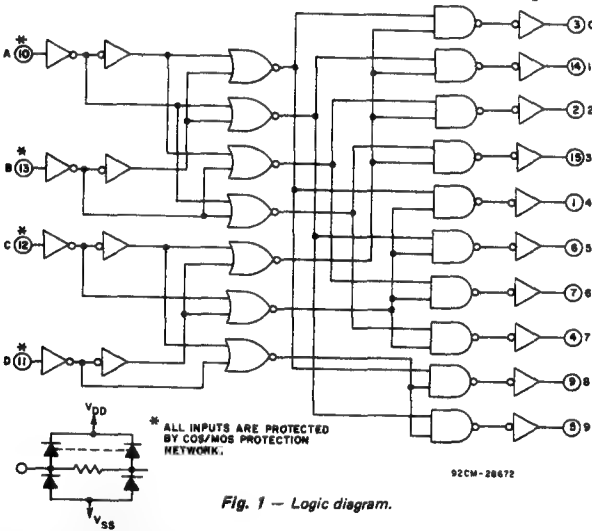 ③ 0
* A ⑩
⑭ 1
② 2
⑮ 3
* B ⑬
① 4
* C ⑫
⑥ 5
⑦ 6
④ 7
* D ⑪
⑨ 8
⑤ 9
VDD
VSS
* ALL INPUTS ARE PROTECTED
BY COS/MOS PROTECTION
NETWORK.
92CM-28672
Fig. 1 — Logic diagram.